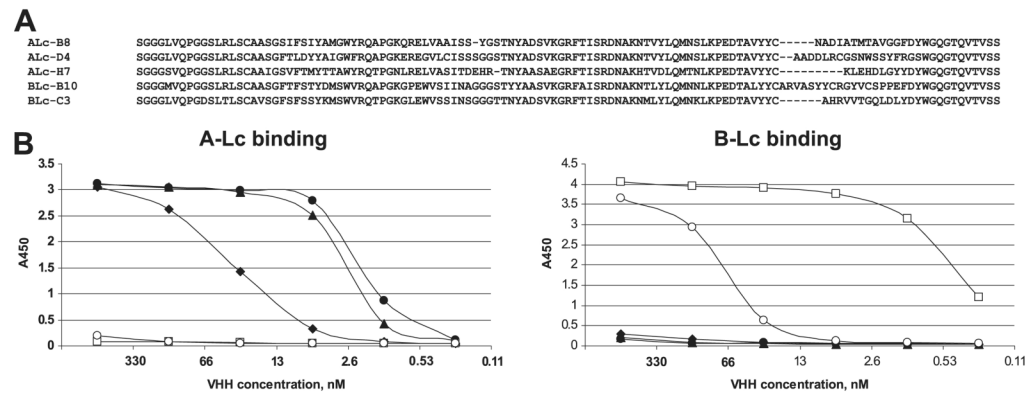 A
ALc-B8 SGGGLVQPGGSLRLSCAASGSIFSIYAMGWYRQAPGKQRELVAAISS-YGSTNYADSVKGRFTISRDNAKNTVYLQMNSLKPEDTAVYYC-----NADIATMTAVGGFDYWGQGTQVTVSS
ALc-D4 SGGGLVQPGGSLRLSCAASGFTLDYYAIGWFRQAPGKEREGVLCISSSGGSTNYADSVKGRFTISRDNAKNTVYLQMNSLKPEDTAVYYC--AADDLRCGSNWSSYFRGSWGQGTQVTVSS
ALc-H7 SGGGSVQPGGSLRLSCAAIGSVFTMYTTAWYRQTPGNLRELVASITDEHR-TNYAASAEGRFTISRDNAKHTVDLQMTNLKPEDTAVYYC----------KLEHDLGYYDYWGQGTQVTVSS
BLc-B10 SGGGMVQPGGSLRLSCAASGFTFSTYDMSWVRQAPGKGPEWVSIINAGGGSTYYAASVKGRFAISRDNAKNTLYLQMNNLKPEDTALYYCARVASYYCRGYVCSPPEFDYWGQGTQVTVSS
BLc-C3 SGGGLVQPGDSLTLSCAVSGFSFSSYKMSWVRQTPGKGLEWVSSINSGGGSTNYADSVKGRFTISRDNAKNMLYLQMNKLKPEDTAVYYC------AHRVVTGQLDLYDYWGQGTQVTVSS
B
A-Lc binding
3.5
3
2.5
2
1.5
1
0.5
0
A450
330 66 13 2.6 0.53 0.11
VHH concentration, nM
B-Lc binding
4.5
4
3.5
3
2.5
2
1.5
1
0.5
0
A450
330 66 13 2.6 0.53 0.11
VHH concentration, nM